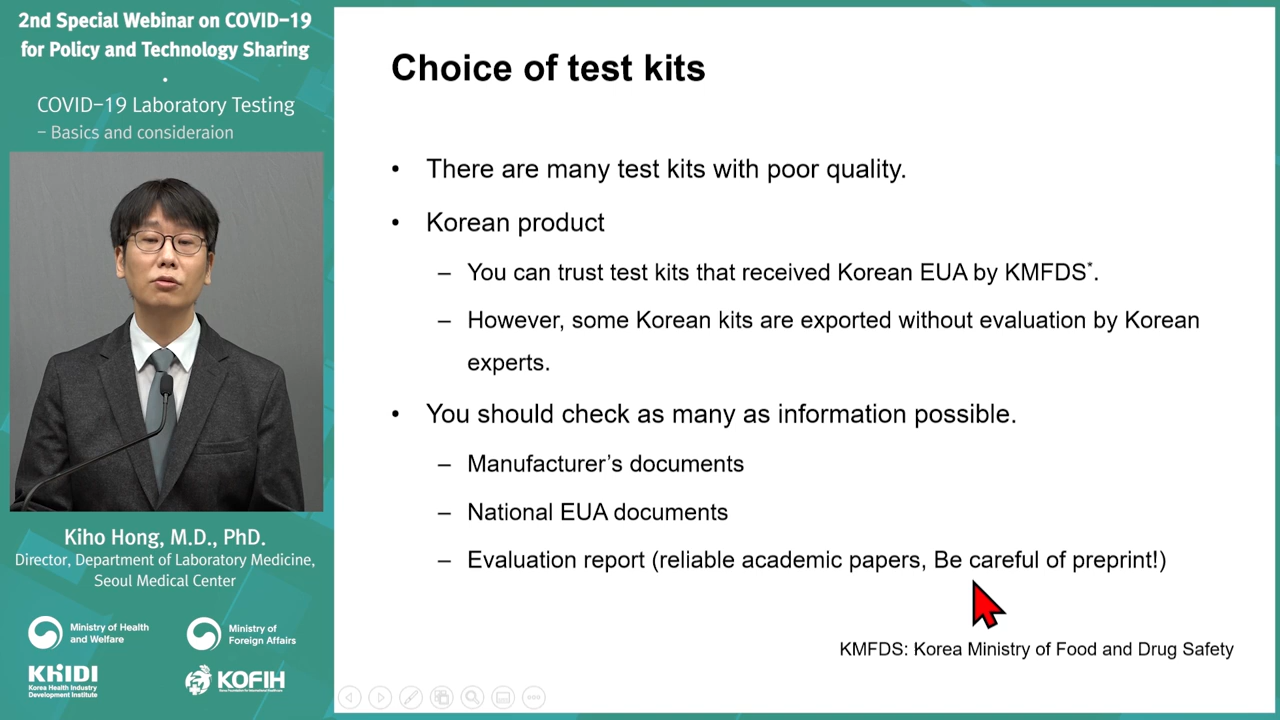 2nd Special Webinar on COVID-19
for Policy and Technology Sharing
COVID-19 Laboratory Testing
- Basics and consideraion
Kiho Hong, M.D., PhD.
Director, Department of Laboratory Medicine,
Seoul Medical Center
Ministry of Health
and Welfare
Ministry of
Foreign Affairs
KHIDI
Korea Health Industry
Development Institute
KOFIH
Korea Foundation for International Healthcare
Choice of test kits
• There are many test kits with poor quality.
• Korean product
– You can trust test kits that received Korean EUA by KMFDS*.
– However, some Korean kits are exported without evaluation by Korean
experts.
• You should check as many as information possible.
– Manufacturer's documents
– National EUA documents
– Evaluation report (reliable academic papers, Be careful of preprint!)
KMFDS: Korea Ministry of Food and Drug Safety